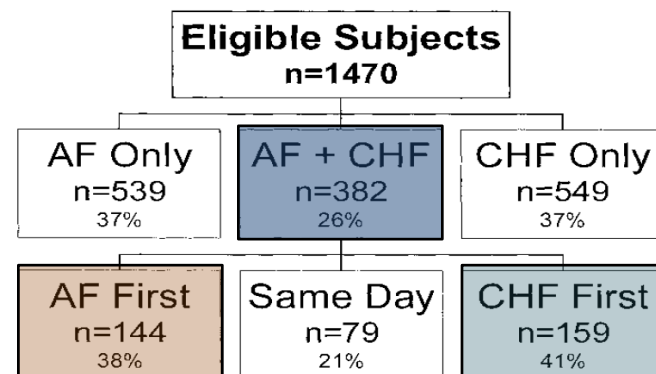 Eligible Subjects
n=1470
AF Only
n=539
37%
AF + CHF
n=382
26%
CHF Only
n=549
37%
AF First
n=144
38%
Same Day
n=79
21%
CHF First
n=159
41%